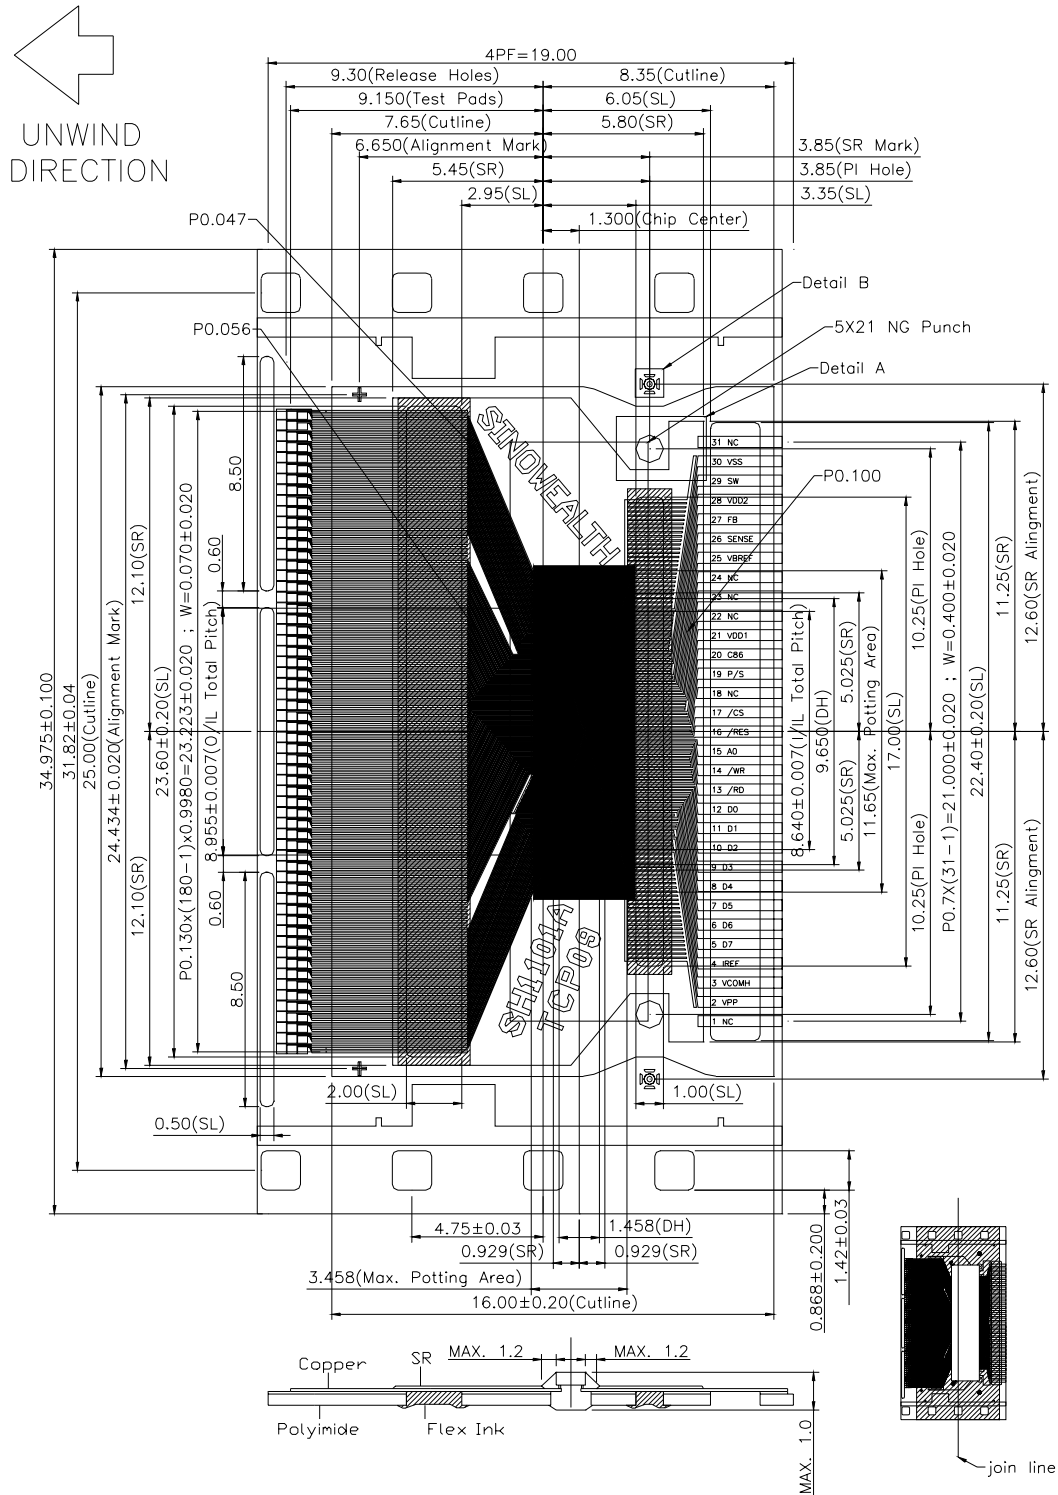 UNWIND
DIRECTION
4PF=19.00
9.30(Release Holes)
8.35(Cutline)
9.150(Test Pads)
6.05(SL)
7.65(Cutline)
5.80(SR)
6.650(Alignment Mark)
3.85(SR Mark)
5.45(SR)
3.85(PI Hole)
2.95(SL)
3.35(SL)
1.300(Chip Center)
P0.047
Detail B
P0.056
5X21 NG Punch
Detail A
P0.100
SINOWEALTH
SH1101A
TCP09
31 NC
30 VSS
29 SW
28 VDD2
27 FB
26 SENSE
25 VBREF
24 NC
23 NC
22 NC
21 VDD1
20 C86
19 P/S
18 NC
17 /CS
16 /RES
15 A0
14 /WR
13 /RD
12 D0
11 D1
10 D2
9 D3
8 D4
7 D5
6 D6
5 D7
4 IREF
3 VCOMH
2 VPP
1 NC
34.975±0.100
31.82±0.04
25.00(Cutline)
24.434±0.020(Alignment Mark)
12.10(SR)
12.10(SR)
23.60±0.20(SL)
P0.130x(180-1)x0.9980=23.223±0.020 ; W=0.070±0.020
8.955±0.007(O/IL Total Pitch)
8.50
0.60
0.60
8.50
8.640±0.007(I/IL Total Pitch)
9.650(DH)
5.025(SR)
5.025(SR)
11.65(Max. Potting Area)
17.00(SL)
10.25(PI Hole)
10.25(PI Hole)
P0.7X(31-1)=21.000±0.020 ; W=0.400±0.020
22.40±0.20(SL)
11.25(SR)
11.25(SR)
12.60(SR Alingment)
12.60(SR Alingment)
2.00(SL)
1.00(SL)
0.50(SL)
4.75±0.03
1.458(DH)
0.929(SR)
0.929(SR)
3.458(Max. Potting Area)
16.00±0.20(Cutline)
0.868±0.200
1.42±0.03
MAX. 1.2
MAX. 1.2
Copper
SR
Polyimide
Flex Ink
MAX. 1.0
join line